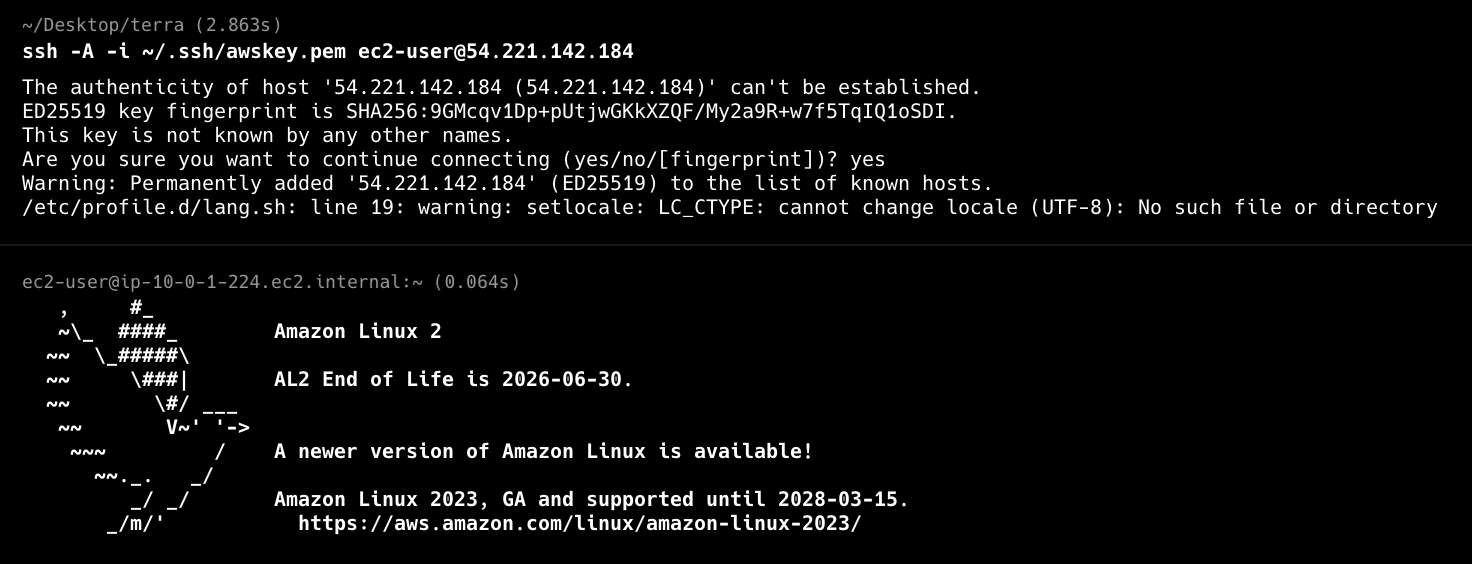 ~/Desktop/terra (2.863s)
ssh -A -i ~/.ssh/awskey.pem ec2-user@54.221.142.184
The authenticity of host '54.221.142.184 (54.221.142.184)' can't be established.
ED25519 key fingerprint is SHA256:9GMcqv1Dp+pUtjwGKkXZQF/My2a9R+w7f5TqIQ1oSDI.
This key is not known by any other names.
Are you sure you want to continue connecting (yes/no/[fingerprint])? yes
Warning: Permanently added '54.221.142.184' (ED25519) to the list of known hosts.
/etc/profile.d/lang.sh: line 19: warning: setlocale: LC_CTYPE: cannot change locale (UTF-8): No such file or directory
ec2-user@ip-10-0-1-224.ec2.internal:~ (0.064s)
   ,     #_
   ~\_  ####_        Amazon Linux 2
  ~~  \_#####\
  ~~     \###|       AL2 End of Life is 2026-06-30.
  ~~       \#/ ___
   ~~       V~' '->
    ~~~         /    A newer version of Amazon Linux is available!
      ~~._.   _/
         _/ _/       Amazon Linux 2023, GA and supported until 2028-03-15.
       _/m/'           https://aws.amazon.com/linux/amazon-linux-2023/